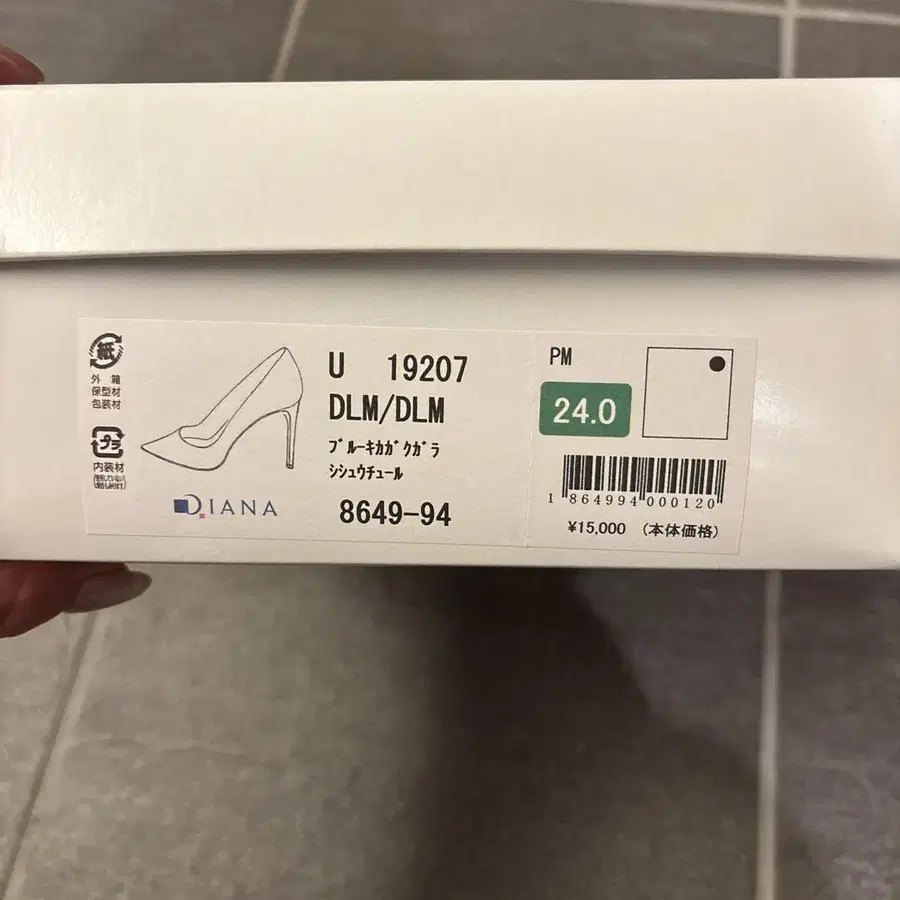 紙
外 箱
保型材
包装材
プラ
内装材
DIANA
U 19207
DLM/DLM
ﾌﾞﾙｰｷｶｶﾞｸｶﾞﾗ
ｼｼｭｳﾁｭｰﾙ
8649-94
PM
24.0
1 864994 000120
¥15,000 (本体価格)